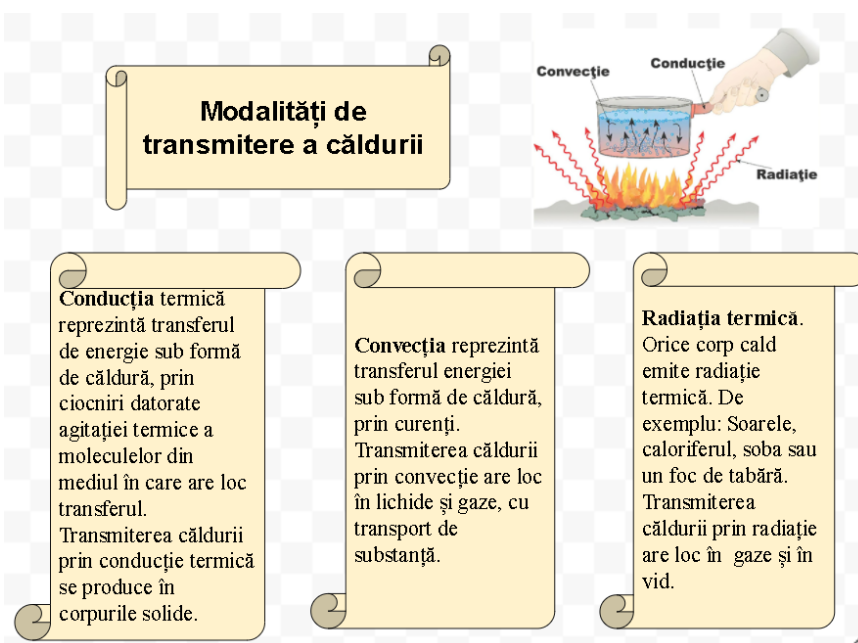 Modalități de
transmitere a căldurii
Convecţie
Conducţie
Radiaţie
Conducția termică
reprezintă transferul
de energie sub formă
de căldură, prin
ciocniri datorate
agitației termice a
moleculelor din
mediul în care are loc
transferul.
Transmiterea căldurii
prin conducție termică
se produce în
corpurile solide.
Convecția reprezintă
transferul energiei
sub formă de căldură,
prin curenți.
Transmiterea căldurii
prin convecție are loc
în lichide și gaze, cu
transport de
substanță.
Radiația termică.
Orice corp cald
emite radiație
termică. De
exemplu: Soarele,
caloriferul, soba sau
un foc de tabără.
Transmiterea
căldurii prin radiație
are loc în gaze și în
vid.